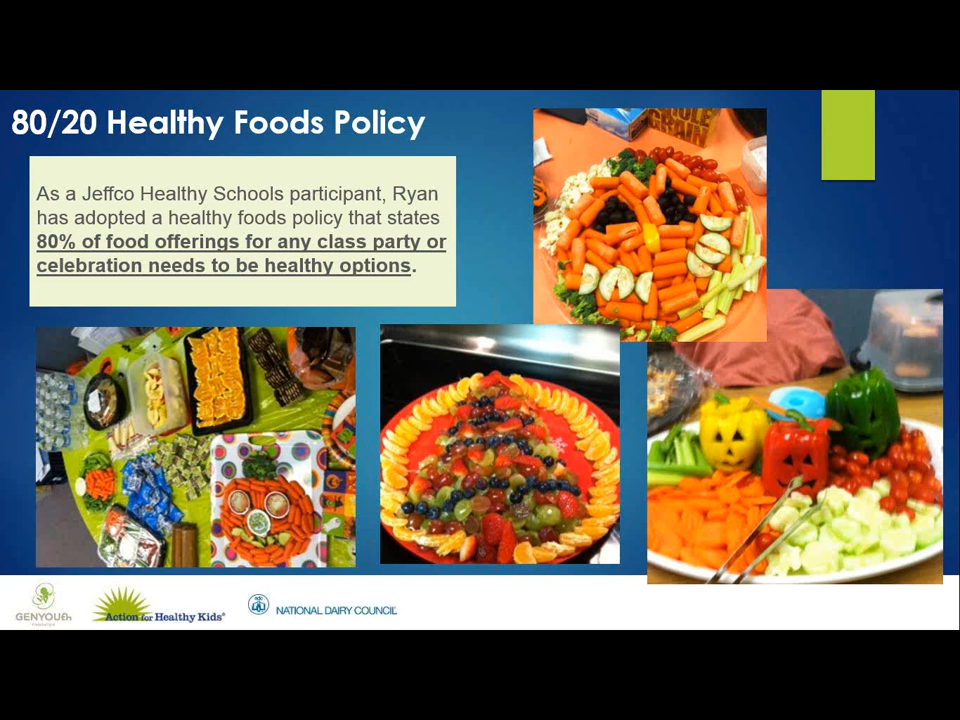 80/20 Healthy Foods Policy
As a Jeffco Healthy Schools participant, Ryan
has adopted a healthy foods policy that states
80% of food offerings for any class party or
celebration needs to be healthy options.
WHOLE
GRAIN
GENYOUth
Action for Healthy Kids®
NATIONAL DAIRY COUNCIL